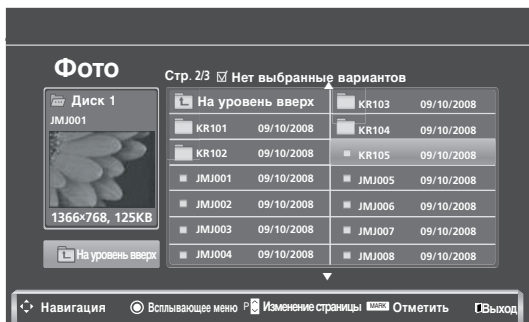 Фото
Стр. 2/3 Нет выбранные вариантов
Диск 1
JMJ001
1366×768, 125KB
На уровень вверх
На уровень вверх
KR101 09/10/2008
KR102 09/10/2008
JMJ001 09/10/2008
JMJ002 09/10/2008
JMJ003 09/10/2008
JMJ004 09/10/2008
KR103 09/10/2008
KR104 09/10/2008
KR105 09/10/2008
JMJ005 09/10/2008
JMJ006 09/10/2008
JMJ007 09/10/2008
JMJ008 09/10/2008
Навигация Всплывающее меню P Изменение страницы MARK Отметить Выход